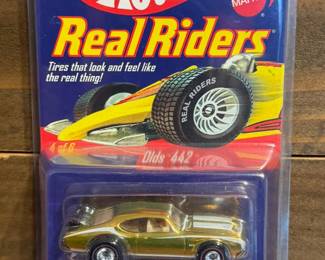 Real Riders
Tires that look and feel like
the real thing!
REAL RIDERS
4 of 6
Olds 442